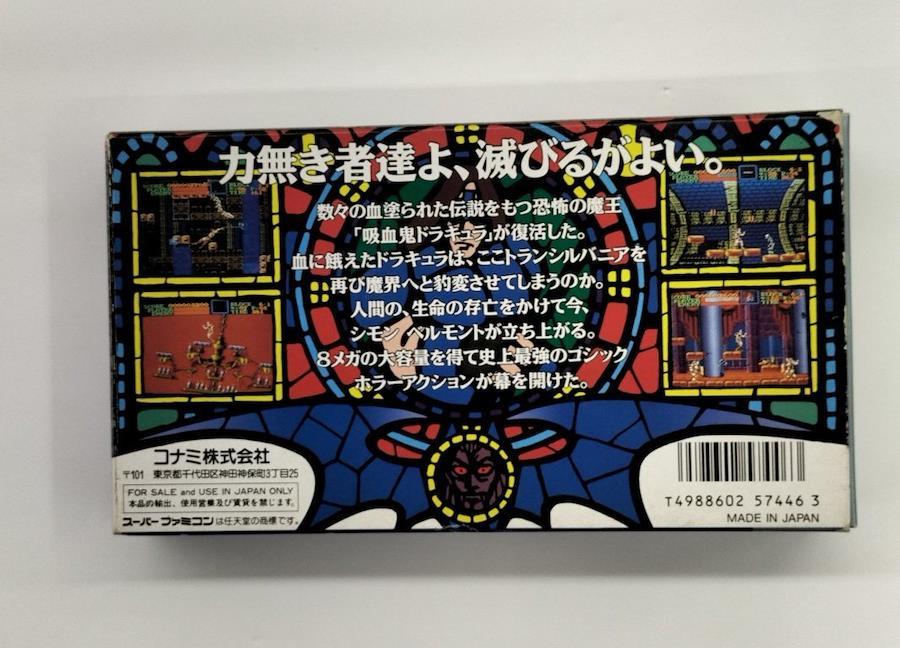 力無き者達よ、滅びるがよい。
数々の血塗られた伝説をもつ恐怖の魔王
「吸血鬼ドラキュラ」が復活した。
血に餓えたドラキュラは、ここトランシルバニアを
再び魔界へと豹変させてしまうのか。
人間の、生命の存亡をかけて今、
シモン ベルモントが立ち上がる。
8メガの大容量を得て史上最強のゴシック
ホラーアクションが幕を開けた。
コナミ株式会社
〒101 東京都千代田区神田神保町3丁目25
FOR SALE and USE IN JAPAN ONLY
本品の輸出、使用営業及び賃貸を禁じます。
スーパーファミコンは任天堂の商標です。
T4988602 57446 3
MADE IN JAPAN